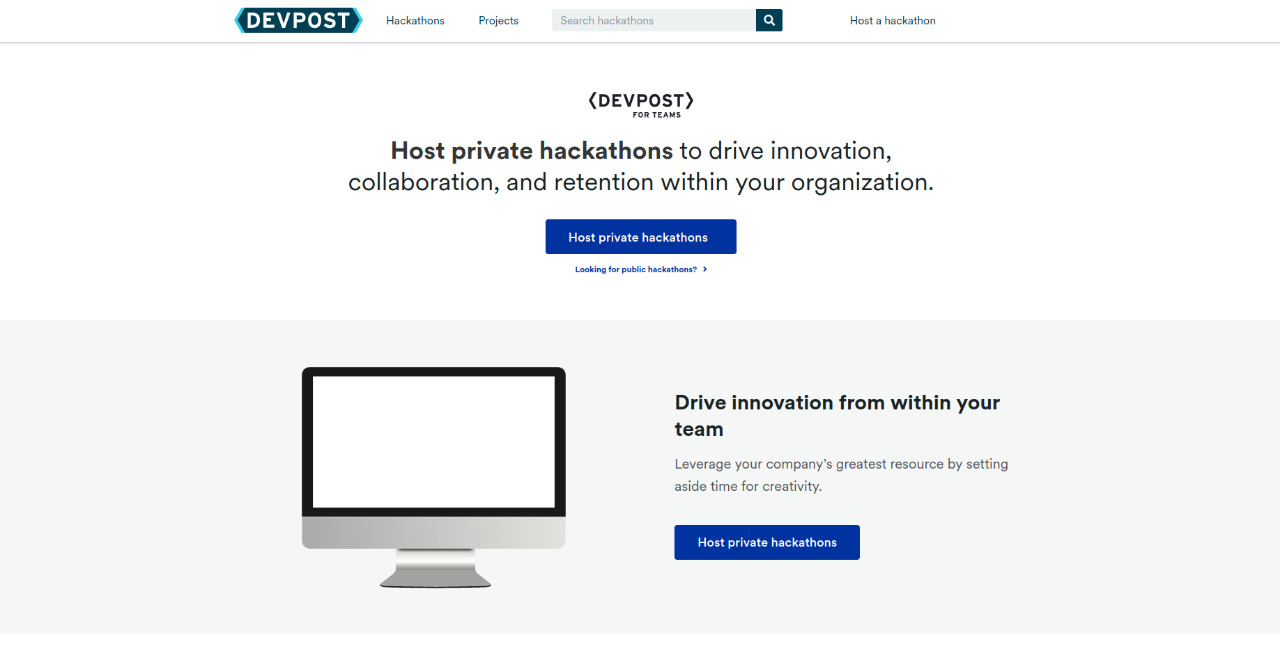 DEVPOST
Hackathons
Projects
Search hackathons
Host a hackathon
DEVPOST
FOR TEAMS
Host private hackathons to drive innovation,
collaboration, and retention within your organization.
Host private hackathons
Looking for public hackathons?
Drive innovation from within your
team
Leverage your company’s greatest resource by setting
aside time for creativity.
Host private hackathons